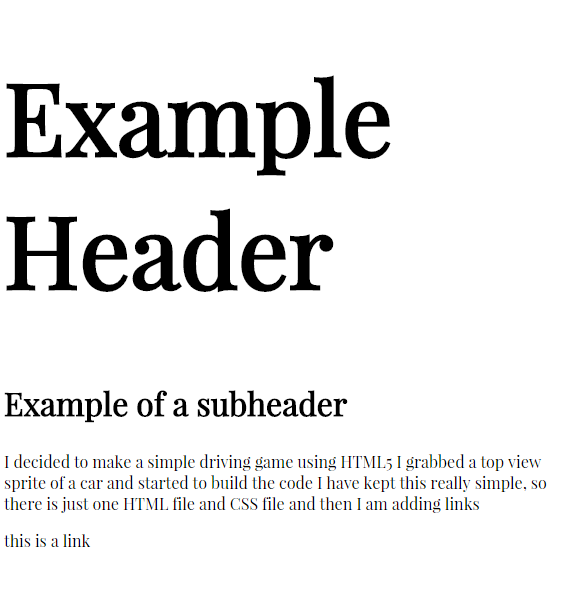 Example
Header
Example of a subheader
I decided to make a simple driving game using HTML5 I grabbed a top view
sprite of a car and started to build the code I have kept this really simple, so
there is just one HTML file and CSS file and then I am adding links
this is a link